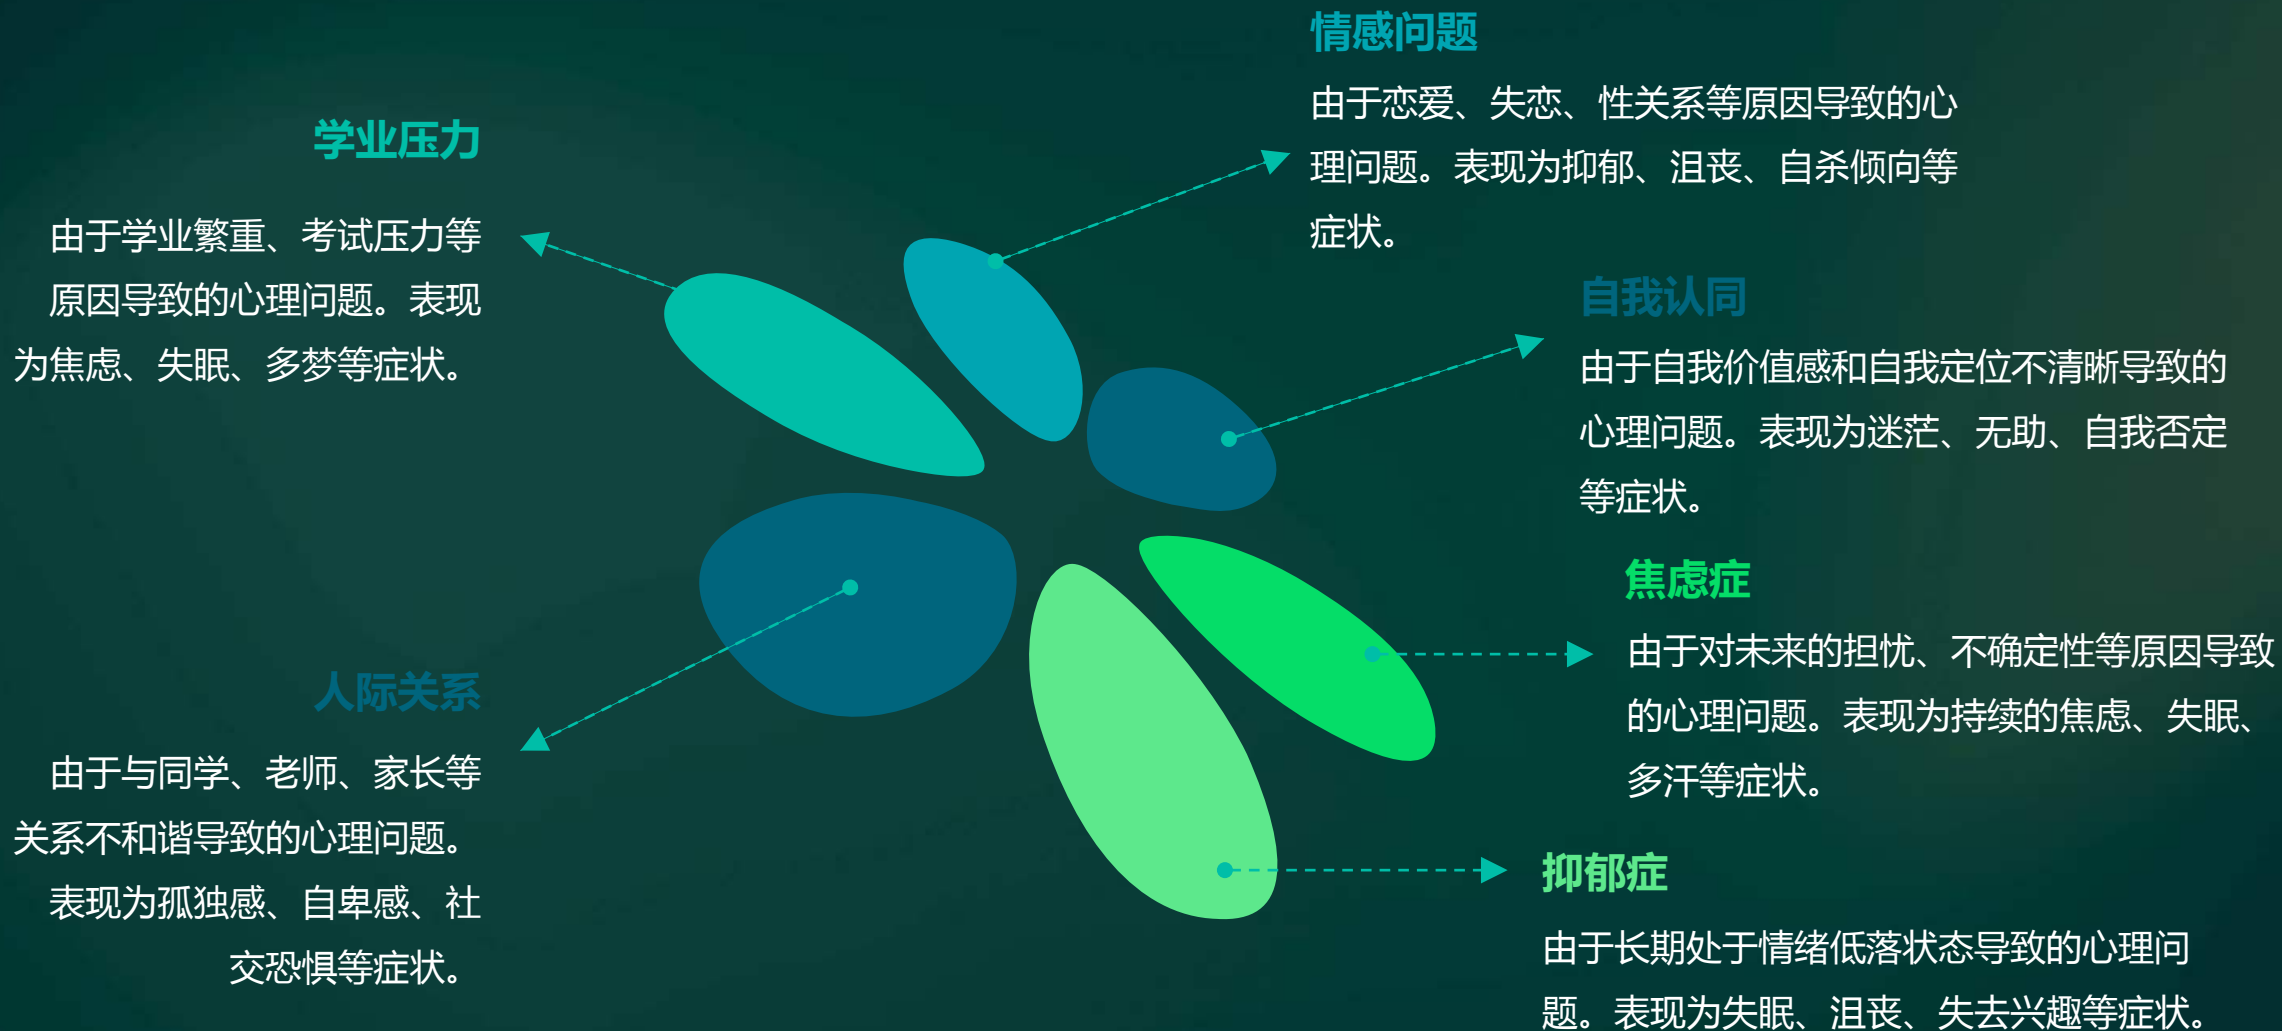 学业压力
由于学业繁重、考试压力等
原因导致的心理问题。表现
为焦虑、失眠、多梦等症状。
人际关系
由于与同学、老师、家长等
关系不和谐导致的心理问题。
表现为孤独感、自卑感、社
交恐惧等症状。
情感问题
由于恋爱、失恋、性关系等原因导致的心
理问题。表现为抑郁、沮丧、自杀倾向等
症状。
自我认同
由于自我价值感和自我定位不清晰导致的
心理问题。表现为迷茫、无助、自我否定
等症状。
焦虑症
由于对未来的担忧、不确定性等原因导致
的心理问题。表现为持续的焦虑、失眠、
多汗等症状。
抑郁症
由于长期处于情绪低落状态导致的心理问
题。表现为失眠、沮丧、失去兴趣等症状。